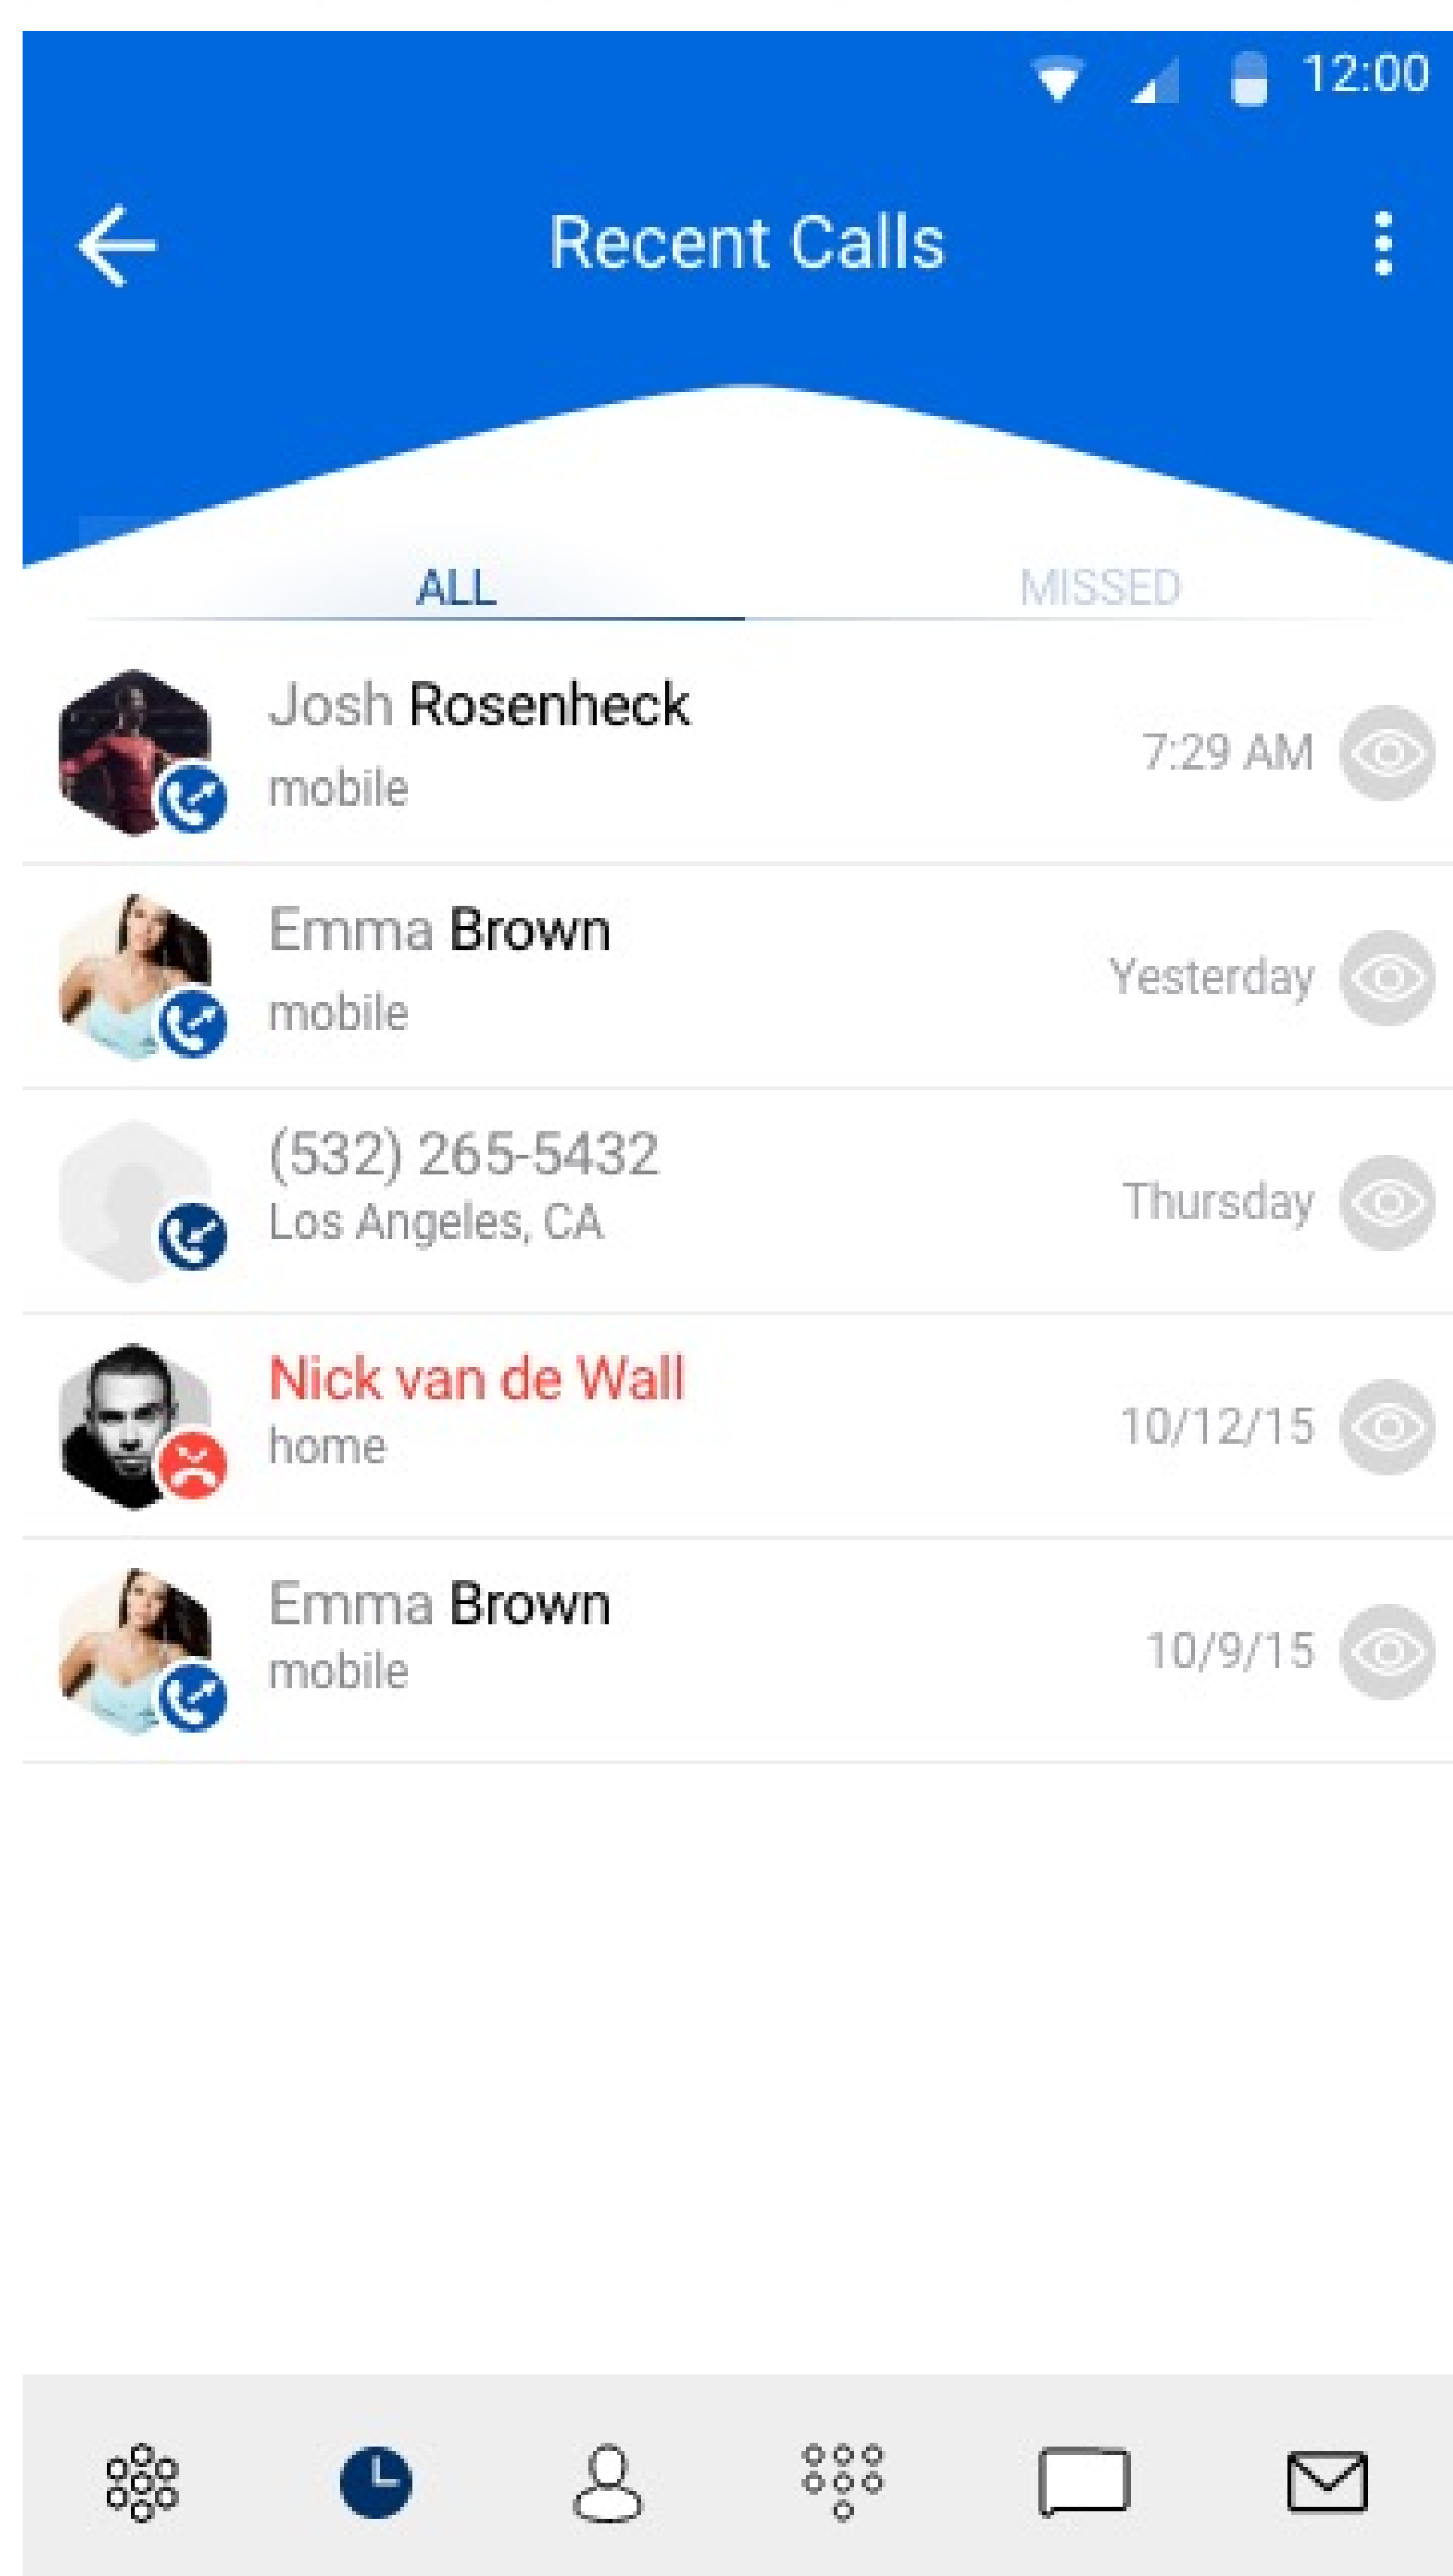 12:00
Recent Calls
ALL
MISSED
Josh Rosenheck
mobile
7:29 AM
Emma Brown
mobile
Yesterday
(532) 265-5432
Los Angeles, CA
Thursday
Nick van de Wall
home
10/12/15
Emma Brown
mobile
10/9/15